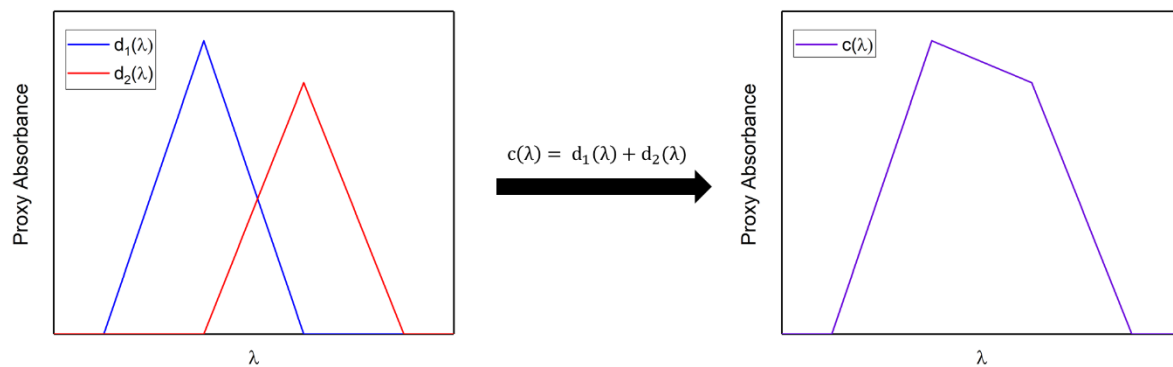 Proxy Absorbance
d₁(λ)
d₂(λ)
λ
c(λ) = d₁(λ) + d₂(λ)
Proxy Absorbance
c(λ)
λ